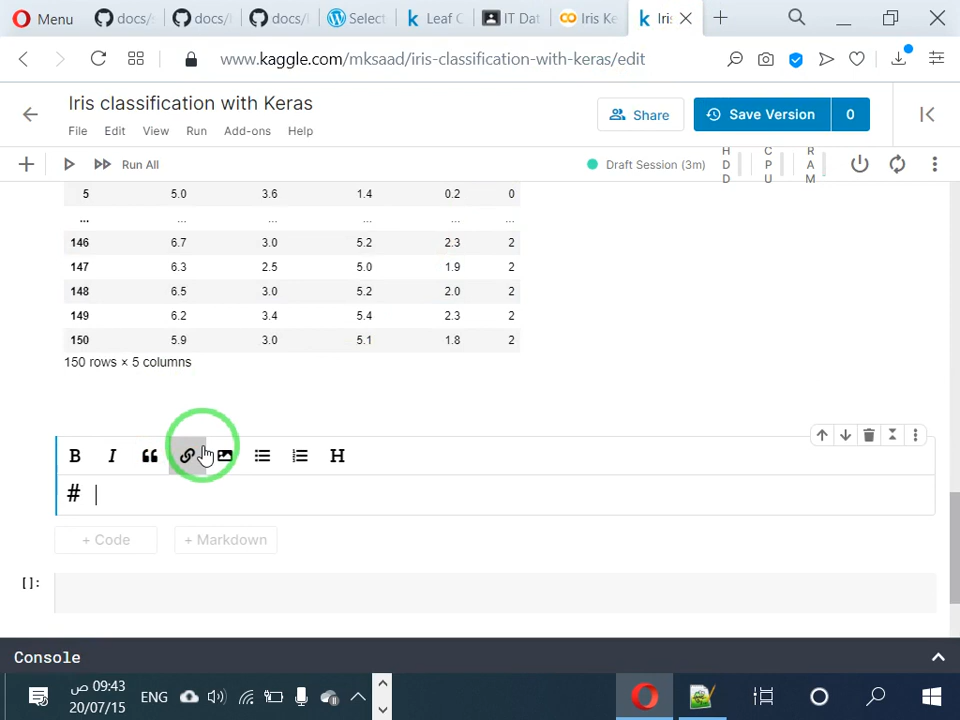 Menu docs/ docs/ docs/ Select Leaf C IT Dat Iris Ke Iris
www.kaggle.com/mksaad/iris-classification-with-keras/edit
Iris classification with Keras
File Edit View Run Add-ons Help
Share
Save Version 0
Run All
Draft Session (3m) HDD CPU RAM
5 5.0 3.6 1.4 0.2 0
... ... ... ... ... ...
146 6.7 3.0 5.2 2.3 2
147 6.3 2.5 5.0 1.9 2
148 6.5 3.0 5.2 2.0 2
149 6.2 3.4 5.4 2.3 2
150 5.9 3.0 5.1 1.8 2
150 rows × 5 columns
B I H
#
+ Code + Markdown
[]:
Console
09:43 ص
20/07/15
ENG